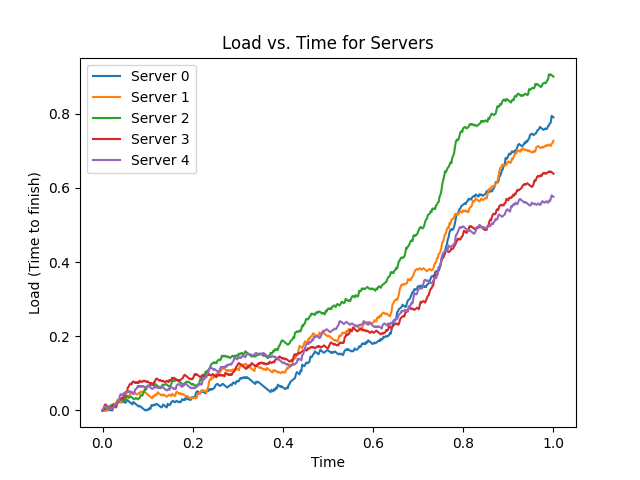 Load vs. Time for Servers
Server 0
Server 1
Server 2
Server 3
Server 4
Load (Time to finish)
0.8
0.6
0.4
0.2
0.0
0.0 0.2 0.4 0.6 0.8 1.0
Time